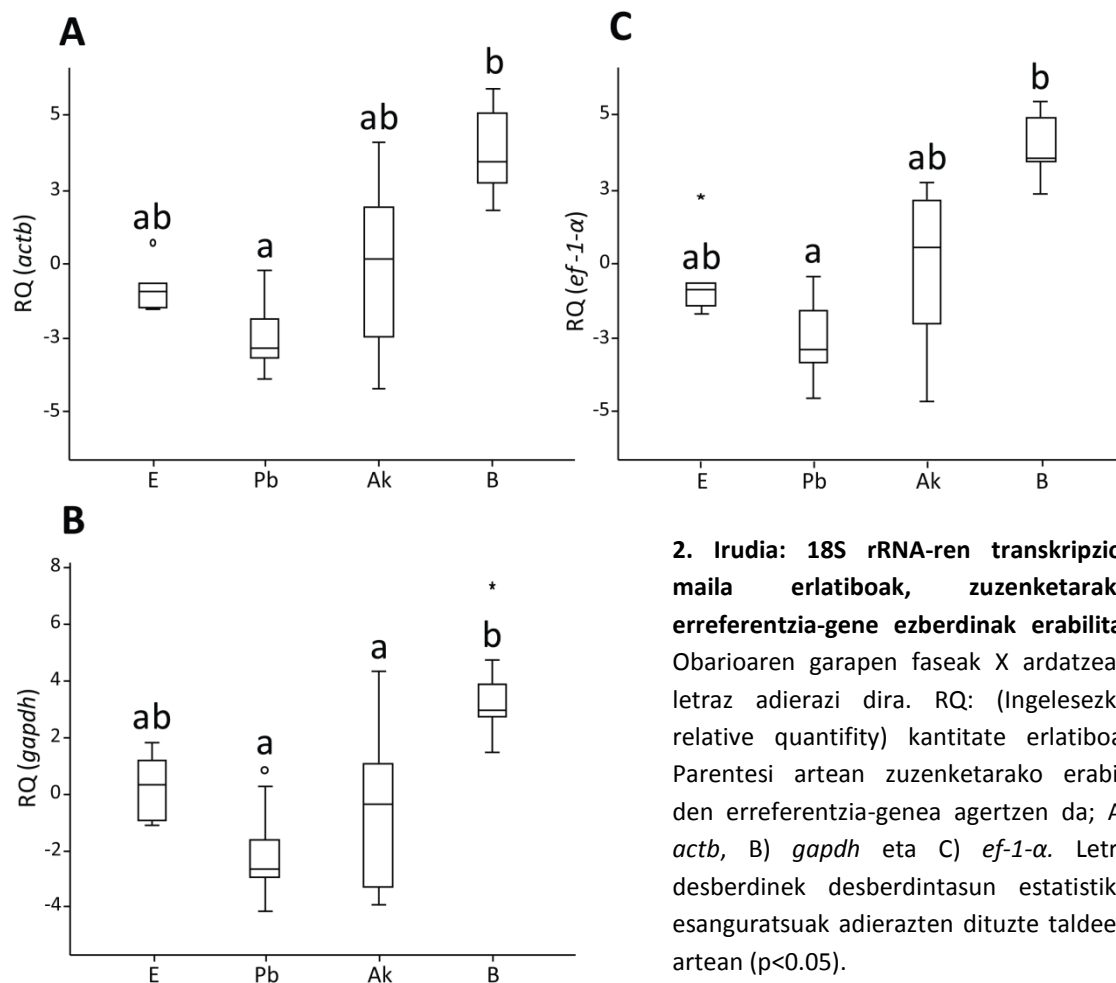 A
5
3
0
-3
-5
RQ (actb)
ab
a
ab
b
E Pb Ak B
C
5
3
0
-3
-5
RQ (ef -1-α)
ab
a
ab
b
E Pb Ak B
B
8
6
4
2
0
-2
-4
RQ (gapdh)
ab
a
a
b
E Pb Ak B
2. Irudia: 18S rRNA-ren transkripzio
maila erlatiboak, zuzenketarak
erreferentzia-gene ezberdinak erabilita
Obarioaren garapen faseak X ardatzea
letraz adierazi dira. RQ: (Ingelesezk
relative quantifity) kantitate erlatiboa
Parentesi artean zuzenketarako erabi
den erreferentzia-genea agertzen da; A
actb, B) gapdh eta C) ef-1-α. Letr
desberdinek desberdintasun estatistik
esanguratsuak adierazten dituzte taldee
artean (p<0.05).